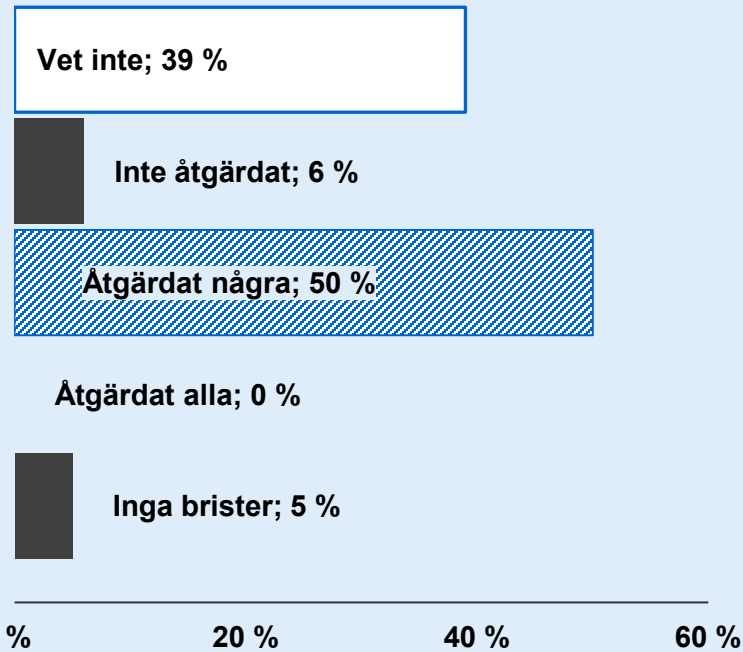 Vet inte; 39 %
Inte åtgärdat; 6 %
Åtgärdat några; 50 %
Åtgärdat alla; 0 %
Inga brister; 5 %
% 20 % 40 % 60 %